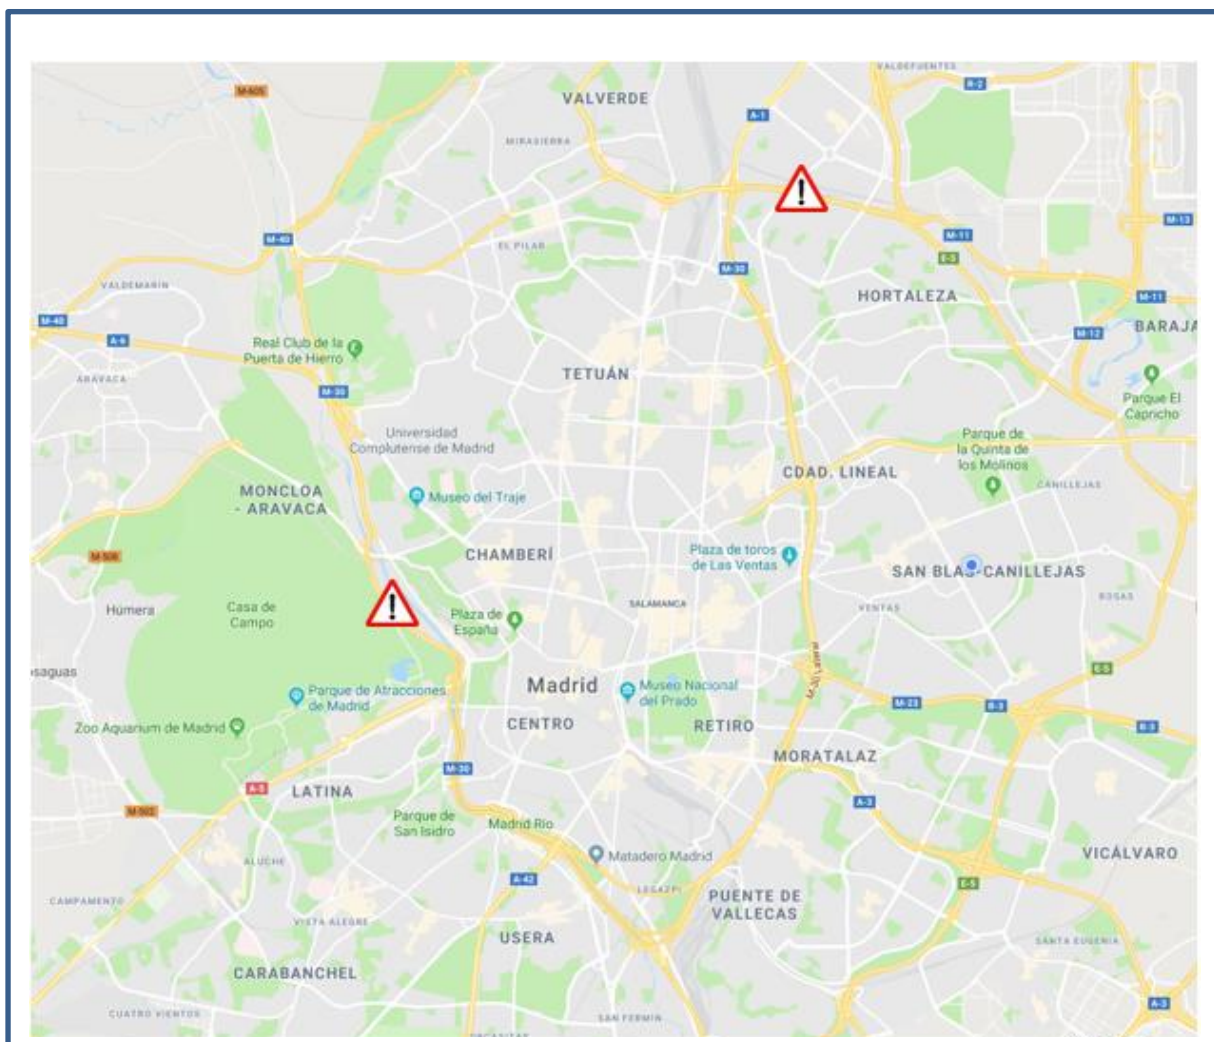 VALDEFUENTES
M-605
R-2
VALVERDE
A-1
MIRASIERRA
!
M-13
M-40
M-11
EL PILAR
E-5
M-30
VALDEMARÍN
HORTALEZA
M-11
M-40
BARAJA
M-12
A-6
Real Club de la
Puerta de Hierro
TETUÁN
ARAVACA
M-30
Parque El
Capricho
Universidad
Complutense de Madrid
Parque de
la Quinta de
los Molinos
CDAD. LINEAL
CANILLEJAS
MONCLOA
- ARAVACA
Museo del Traje
CHAMBERÍ
Plaza de toros
de Las Ventas
M-508
SAN BLAS-CANILLEJAS
ROSAS
!
Húmera
Casa de
Campo
Plaza de
España
SALAMANCA
VENTAS
osaguas
M-30 Lateral
E-5
Madrid
Museo Nacional
del Prado
Parque de Atracciones
de Madrid
M-23
R-3
Zoo Aquarium de Madrid
CENTRO
RETIRO
R-3
MORATALAZ
M-30
A-5
LATINA
A-3
M-502
Parque de
San Isidro
Madrid Río
ALUCHE
Matadero Madrid
VICÁLVARO
A-42
LEGAZPI
E-5
CAMPAMENTO
PUENTE DE
VALLECAS
VISTA ALEGRE
USERA
SANTA EUGENIA
CARABANCHEL
A-3
CUATRO VIENTOS
SAN FERMÍN